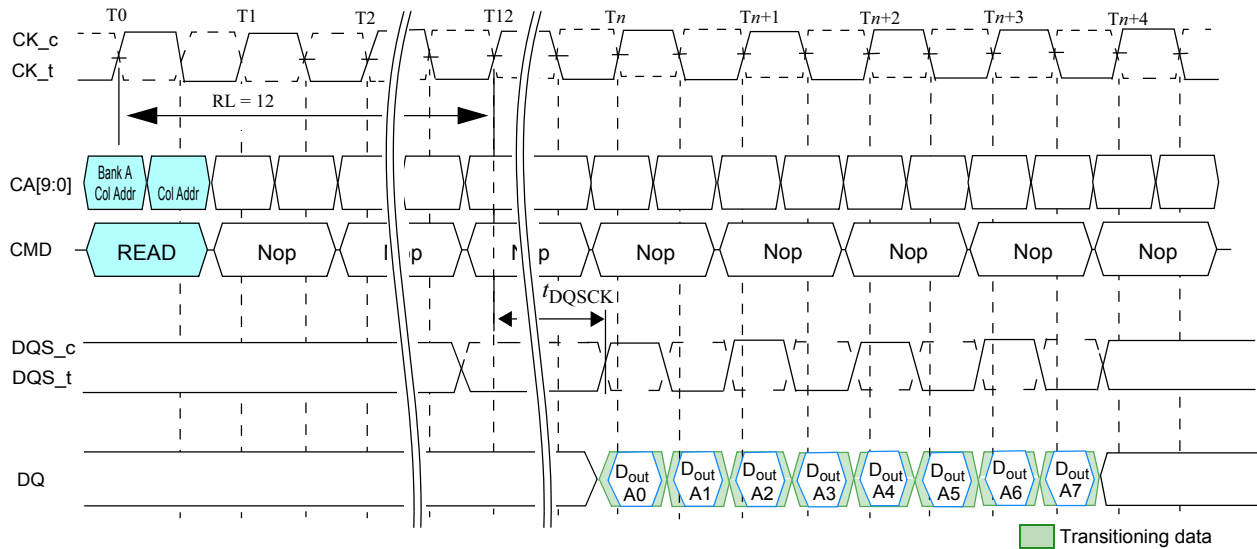 T0 T1 T2 T12 Tn Tn+1 Tn+2 Tn+3 Tn+4
CK_c
CK_t
RL = 12
CA[9:0] Bank A Col Addr Col Addr
CMD READ Nop Nop Nop Nop Nop Nop Nop Nop
tDQSCK
DQS_c
DQS_t
DQ Dout A0 Dout A1 Dout A2 Dout A3 Dout A4 Dout A5 Dout A6 Dout A7
Transitioning data